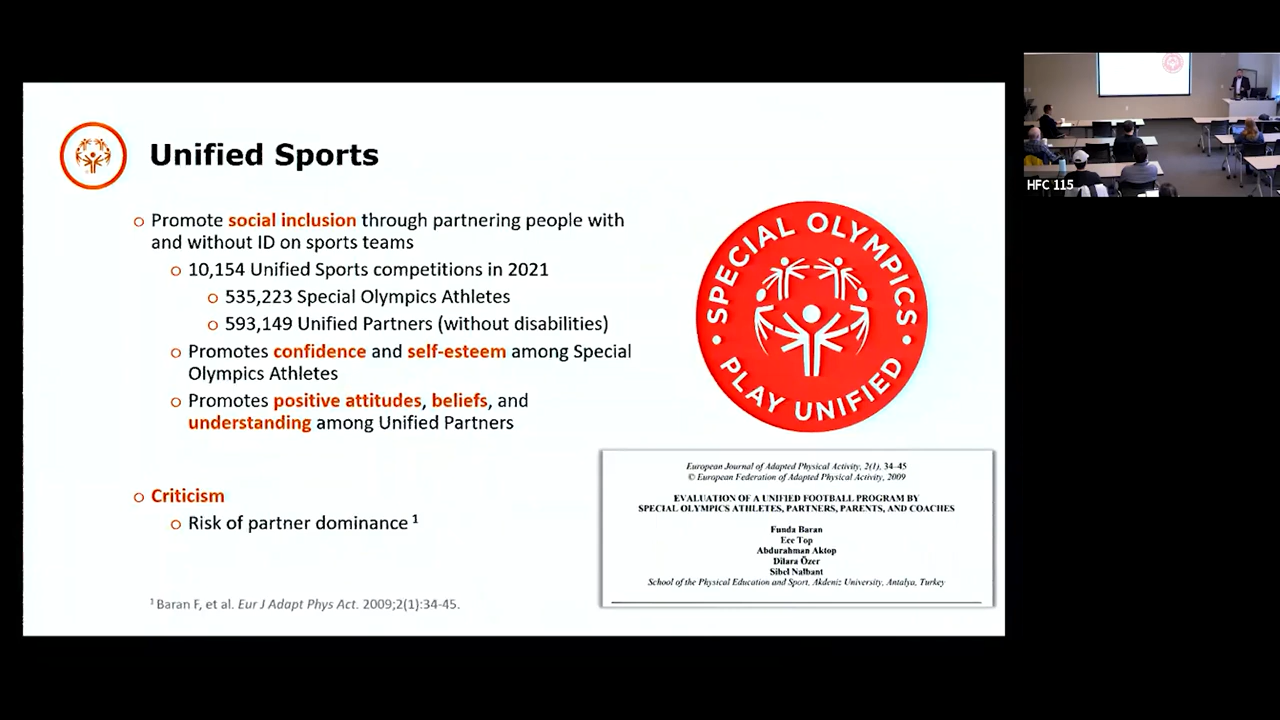 Unified Sports
o Promote social inclusion through partnering people with
and without ID on sports teams
o 10,154 Unified Sports competitions in 2021
o 535,223 Special Olympics Athletes
o 593,149 Unified Partners (without disabilities)
o Promotes confidence and self-esteem among Special
Olympics Athletes
o Promotes positive attitudes, beliefs, and
understanding among Unified Partners
o Criticism
o Risk of partner dominance 1
1 Baran F, et al. Eur J Adapt Phys Act. 2009;2(1):34-45.
SPECIAL OLYMPICS
PLAY UNIFIED
European Journal of Adapted Physical Activity, 2(1), 34–45
© European Federation of Adapted Physical Activity, 2009
EVALUATION OF A UNIFIED FOOTBALL PROGRAM BY
SPECIAL OLYMPICS ATHLETES, PARTNERS, PARENTS, AND COACHES
Funda Baran
Ece Top
Abdurahman Aktop
Dilara Özer
Sibel Nalbant
School of the Physical Education and Sport, Akdeniz University, Antalya, Turkey
HFC 115